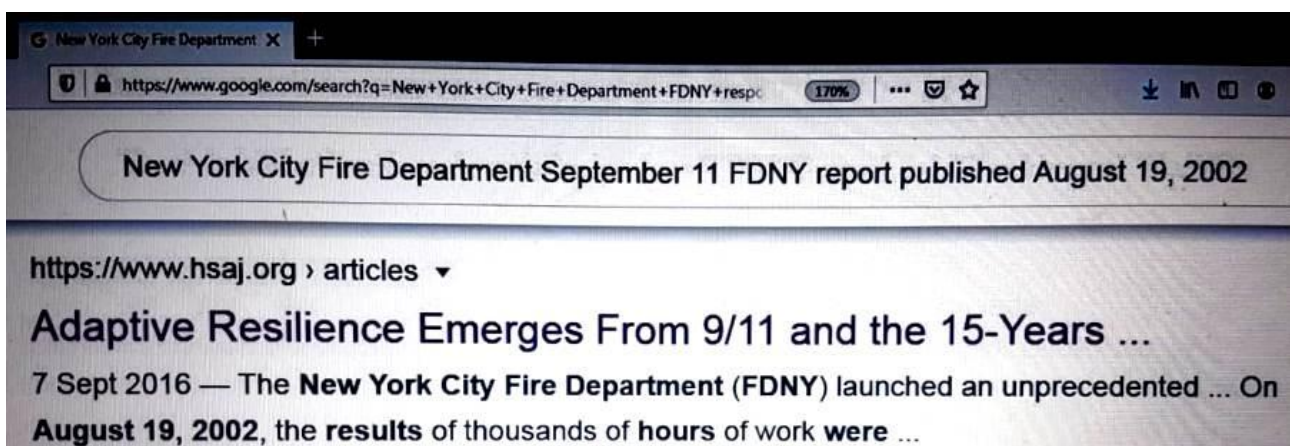 New York City Fire Department
https://www.google.com/search?q=New+York+City+Fire+Department+FDNY+respo
170%
New York City Fire Department September 11 FDNY report published August 19, 2002
https://www.hsaj.org › articles
Adaptive Resilience Emerges From 9/11 and the 15-Years ...
7 Sept 2016 — The New York City Fire Department (FDNY) launched an unprecedented ... On
August 19, 2002, the results of thousands of hours of work were ...